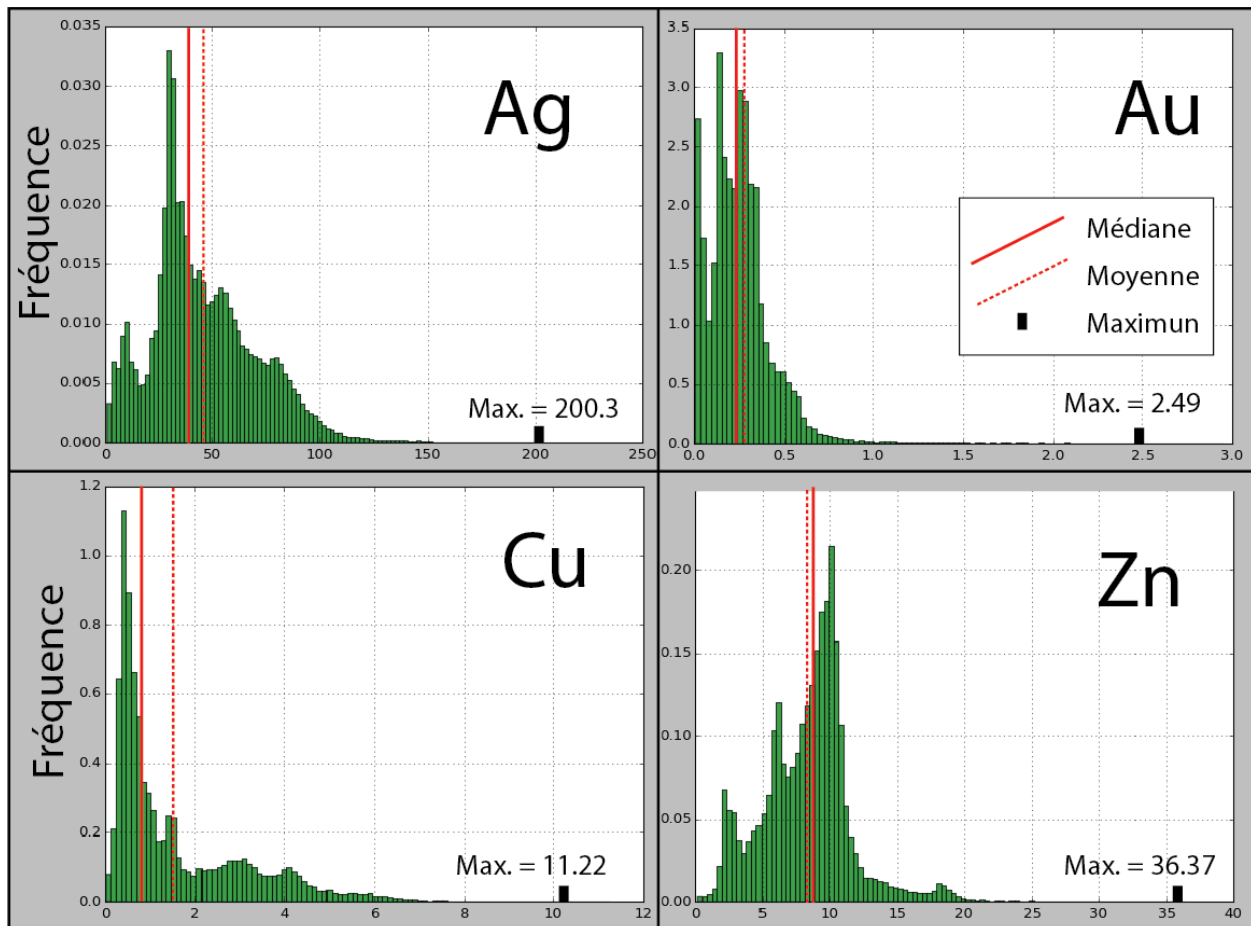 0.035
0.030
0.025
0.020
0.015
0.010
0.005
0.000
Fréquence
Ag
Max. = 200.3
0 50 100 150 200 250
3.5
3.0
2.5
2.0
1.5
1.0
0.5
0.0
Au
Médiane
Moyenne
Maximun
Max. = 2.49
0.0 0.5 1.0 1.5 2.0 2.5 3.0
1.2
1.0
0.8
0.6
0.4
0.2
0.0
Fréquence
Cu
Max. = 11.22
0 2 4 6 8 10 12
0.20
0.15
0.10
0.05
0.00
Zn
Max. = 36.37
0 5 10 15 20 25 30 35 40